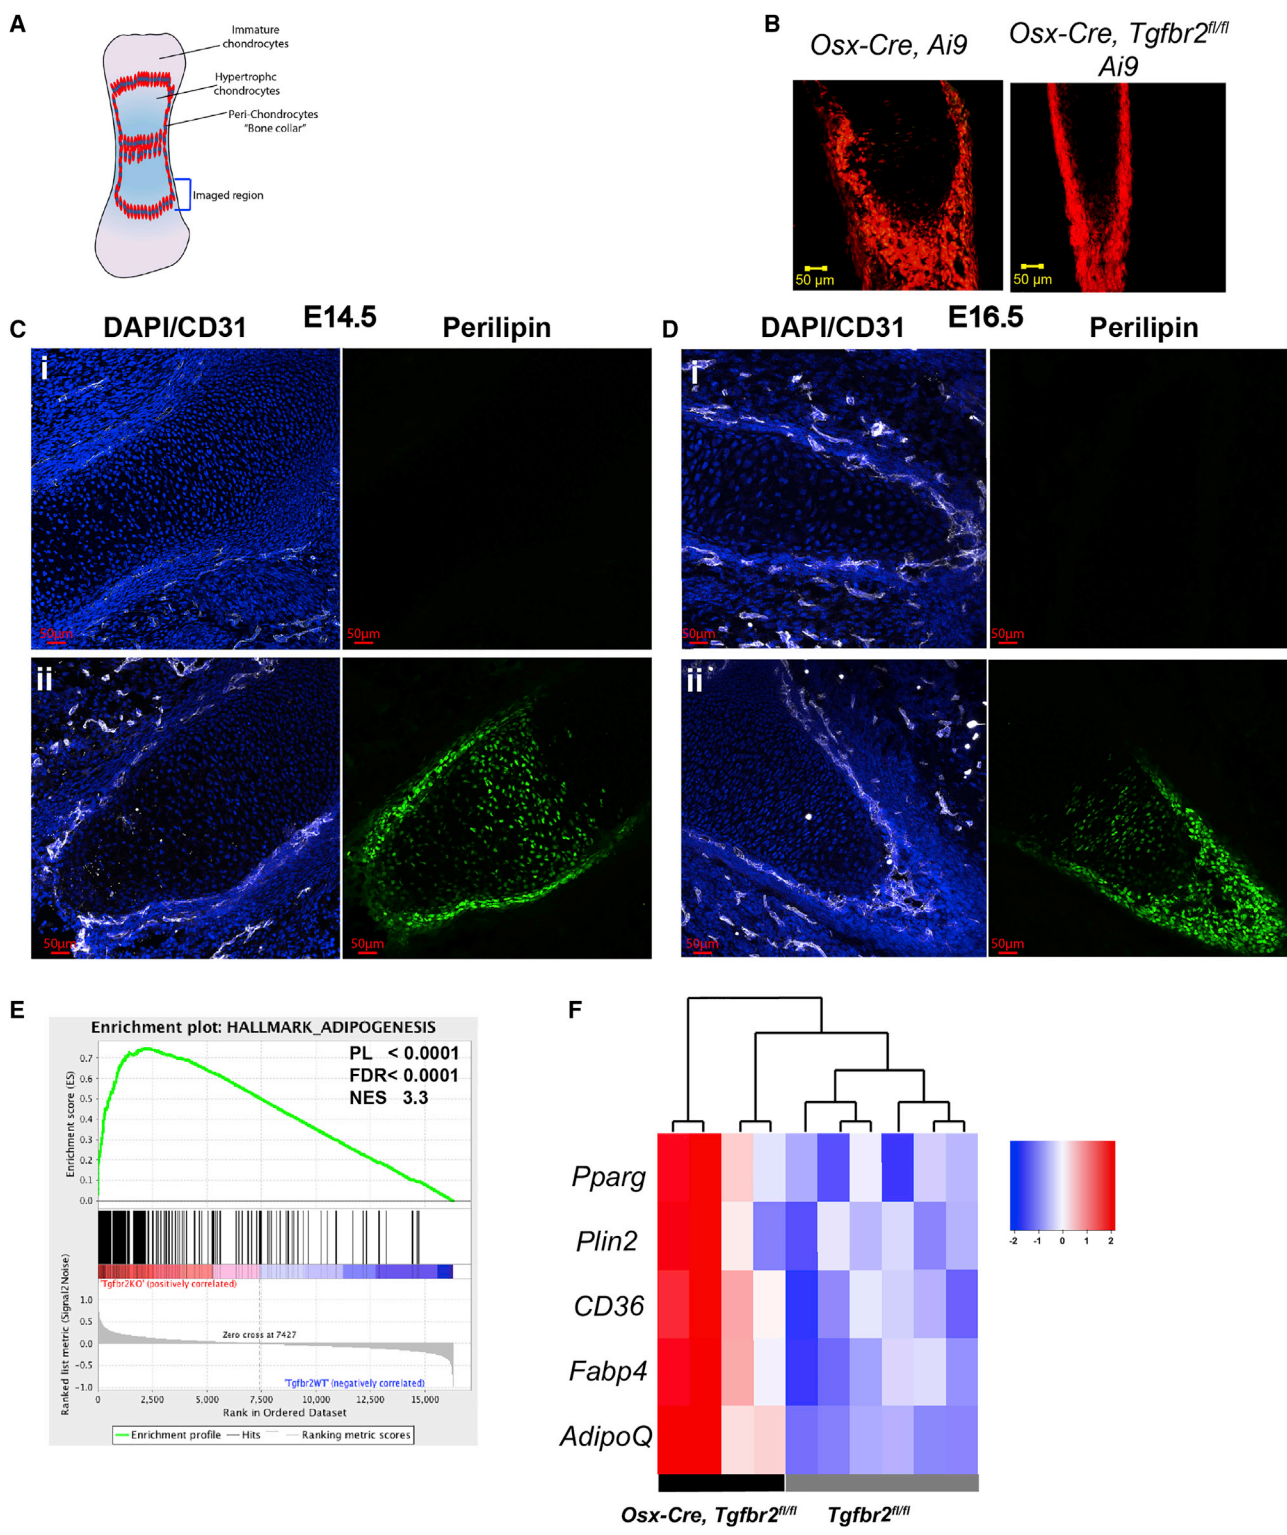 A
Immature
chondrocytes
Hypertrophc
chondrocytes
Peri-Chondrocytes
"Bone collar"
Imaged region
B
Osx-Cre, Ai9
Osx-Cre, Tgfbr2fl/fl
Ai9
50 µm
50 µm
C
DAPI/CD31
E14.5
Perilipin
i
50µm
50µm
ii
50µm
50µm
D
DAPI/CD31
E16.5
Perilipin
i
50µm
50µm
ii
50µm
50µm
E
Enrichment plot: HALLMARK_ADIPOGENESIS
PL < 0.0001
FDR< 0.0001
NES 3.3
Enrichment score (ES)
0.7
0.6
0.5
0.4
0.3
0.2
0.1
0.0
'Tgfbr2KO' (positively correlated)
Ranked list metric (Signal2Noise)
1.0
0.5
0.0
-0.5
-1.0
Zero cross at 7427
'Tgfbr2WT' (negatively correlated)
0 2,500 5,000 7,500 10,000 12,500 15,000
Rank in Ordered Dataset
Enrichment profile Hits Ranking metric scores
F
Pparg
Plin2
CD36
Fabp4
AdipoQ
-2 -1 0 1 2
Osx-Cre, Tgfbr2fl/fl Tgfbr2fl/fl